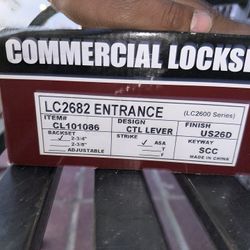 COMMERCIAL LOCKSE
LC2682 ENTRANCE (LC2600 Series)
ITEM# DESIGN FINISH
CL101086 CTL LEVER US26D
BACKSET STRIKE KEYWAY
✓ 2-3/4" ✓ ASA SCC
2-3/8" T MADE IN CHINA
ADJUSTABLE F